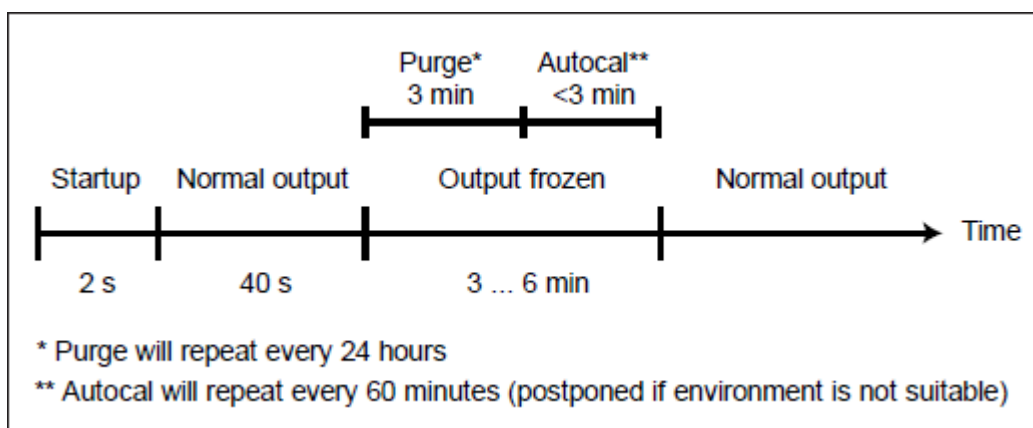 Purge* Autocal**
3 min <3 min
Startup Normal output Output frozen Normal output
Time
2 s 40 s 3 ... 6 min
* Purge will repeat every 24 hours
** Autocal will repeat every 60 minutes (postponed if environment is not suitable)